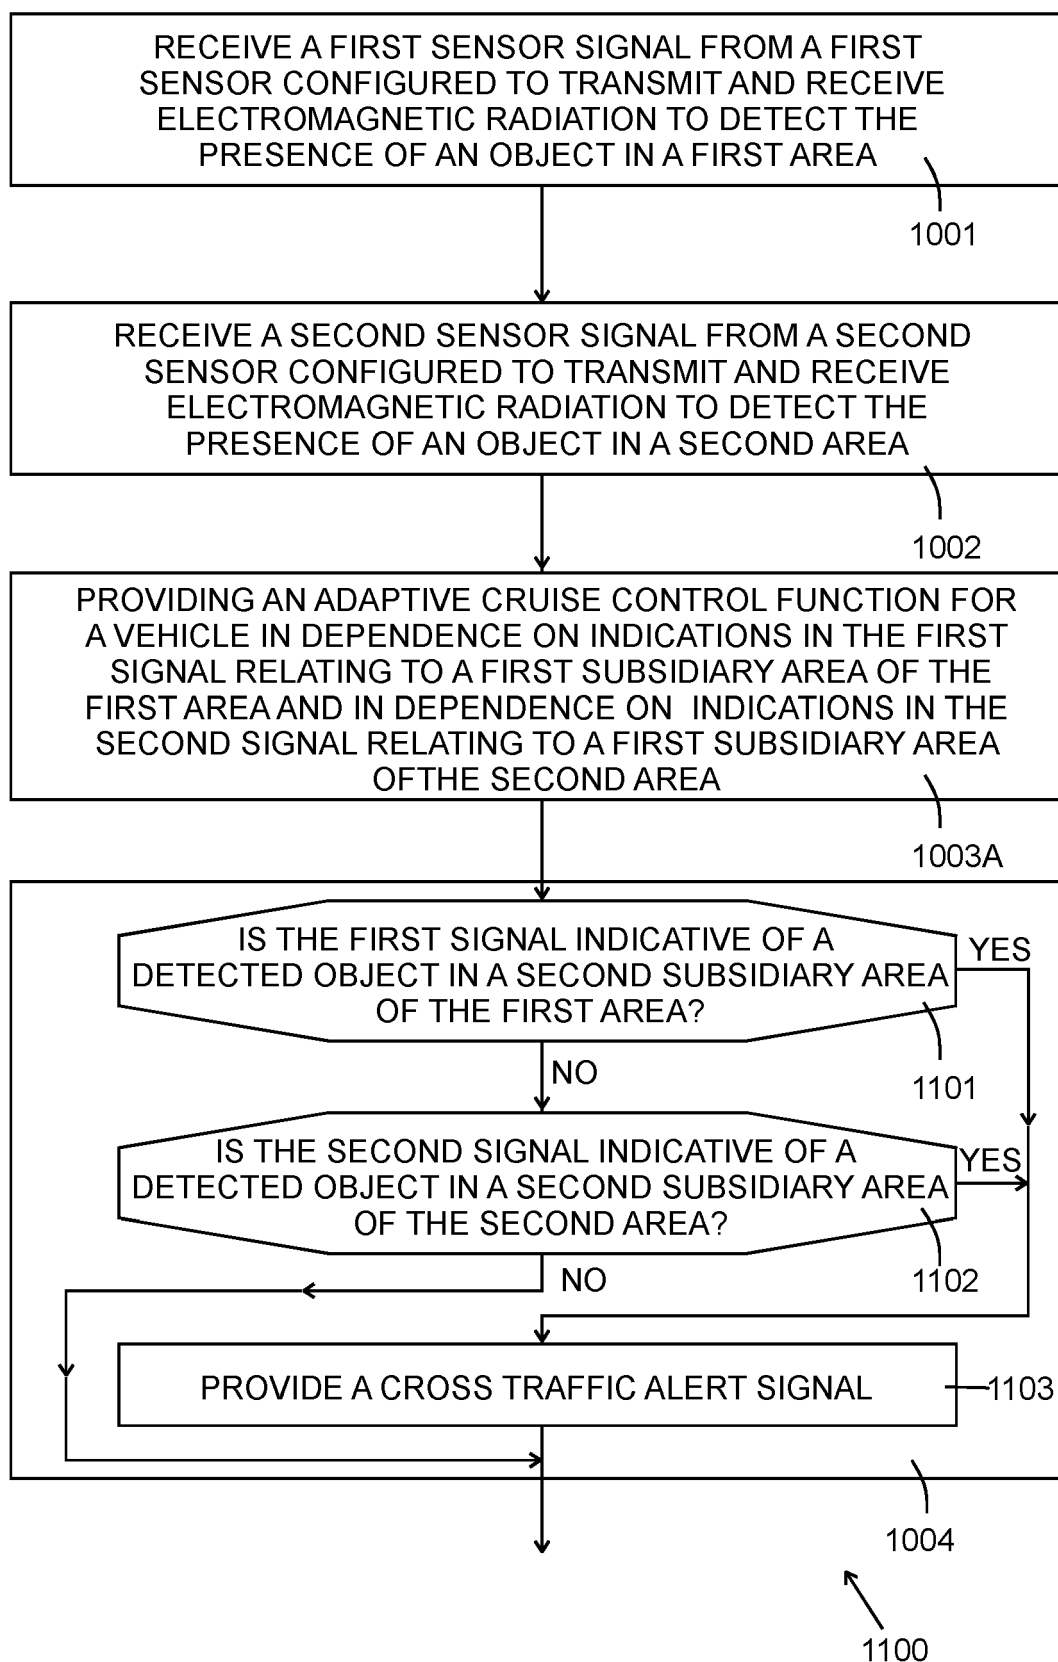 RECEIVE A FIRST SENSOR SIGNAL FROM A FIRST
SENSOR CONFIGURED TO TRANSMIT AND RECEIVE
ELECTROMAGNETIC RADIATION TO DETECT THE
PRESENCE OF AN OBJECT IN A FIRST AREA
1001
RECEIVE A SECOND SENSOR SIGNAL FROM A SECOND
SENSOR CONFIGURED TO TRANSMIT AND RECEIVE
ELECTROMAGNETIC RADIATION TO DETECT THE
PRESENCE OF AN OBJECT IN A SECOND AREA
1002
PROVIDING AN ADAPTIVE CRUISE CONTROL FUNCTION FOR
A VEHICLE IN DEPENDENCE ON INDICATIONS IN THE FIRST
SIGNAL RELATING TO A FIRST SUBSIDIARY AREA OF THE
FIRST AREA AND IN DEPENDENCE ON INDICATIONS IN THE
SECOND SIGNAL RELATING TO A FIRST SUBSIDIARY AREA
OFTHE SECOND AREA
1003A
IS THE FIRST SIGNAL INDICATIVE OF A
DETECTED OBJECT IN A SECOND SUBSIDIARY AREA
OF THE FIRST AREA?
YES
1101
NO
IS THE SECOND SIGNAL INDICATIVE OF A
DETECTED OBJECT IN A SECOND SUBSIDIARY AREA
OF THE SECOND AREA?
YES
1102
NO
PROVIDE A CROSS TRAFFIC ALERT SIGNAL
1103
1004
1100